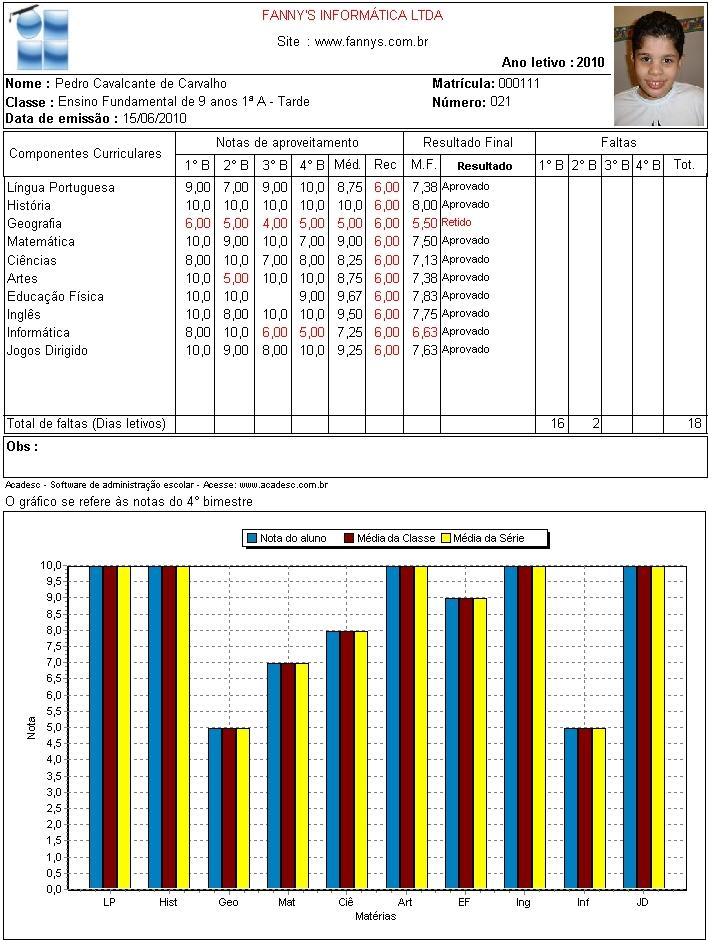 FANNY'S INFORMÁTICA LTDA
Site : www.fannys.com.br
Ano letivo : 2010
Nome : Pedro Cavalcante de Carvalho Matrícula: 000111
Classe : Ensino Fundamental de 9 anos 1ª A - Tarde Número: 021
Data de emissão : 15/06/2010
Componentes Curriculares Notas de aproveitamento Resultado Final Faltas
1° B 2° B 3° B 4° B Méd. Rec M.F. Resultado 1° B 2° B 3° B 4° B Tot.
Língua Portuguesa 9,00 7,00 9,00 10,0 8,75 6,00 7,38 Aprovado
História 10,0 10,0 10,0 10,0 10,0 6,00 8,00 Aprovado
Geografia 6,00 5,00 4,00 5,00 5,00 6,00 5,50 Retido
Matemática 10,0 9,00 10,0 7,00 9,00 6,00 7,50 Aprovado
Ciências 8,00 10,0 7,00 8,00 8,25 6,00 7,13 Aprovado
Artes 10,0 5,00 10,0 10,0 8,75 6,00 7,38 Aprovado
Educação Física 10,0 10,0 9,00 9,67 6,00 7,83 Aprovado
Inglês 10,0 8,00 10,0 10,0 9,50 6,00 7,75 Aprovado
Informática 8,00 10,0 6,00 5,00 7,25 6,00 6,63 Aprovado
Jogos Dirigido 10,0 9,00 8,00 10,0 9,25 6,00 7,63 Aprovado
Total de faltas (Dias letivos) 16 2 18
Obs :
Acadesc - Software de administração escolar - Acesse: www.acadesc.com.br
O gráfico se refere às notas do 4° bimestre
Nota do aluno Média da Classe Média da Série
10,0
9,5
9,0
8,5
8,0
7,5
7,0
6,5
6,0
5,5
5,0
4,5
4,0
3,5
3,0
2,5
2,0
1,5
1,0
0,5
0,0
Nota
LP Hist Geo Mat Ciê Art EF Ing Inf JD
Matérias